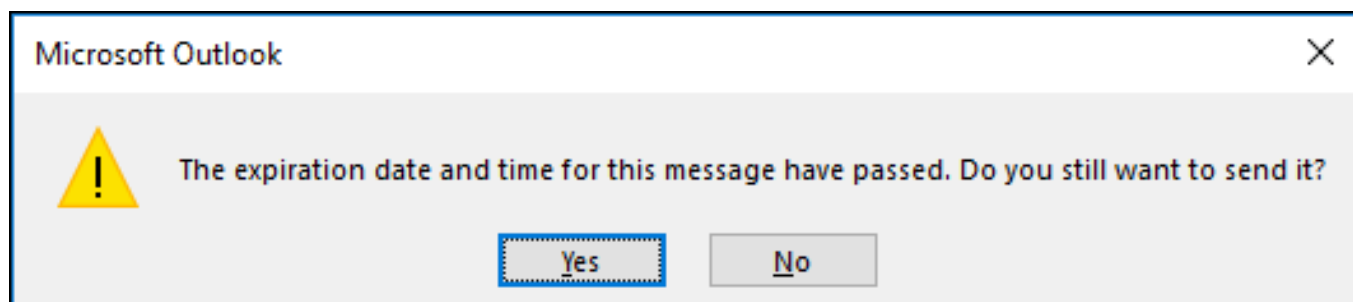 Microsoft Outlook
The expiration date and time for this message have passed. Do you still want to send it?
Yes
No